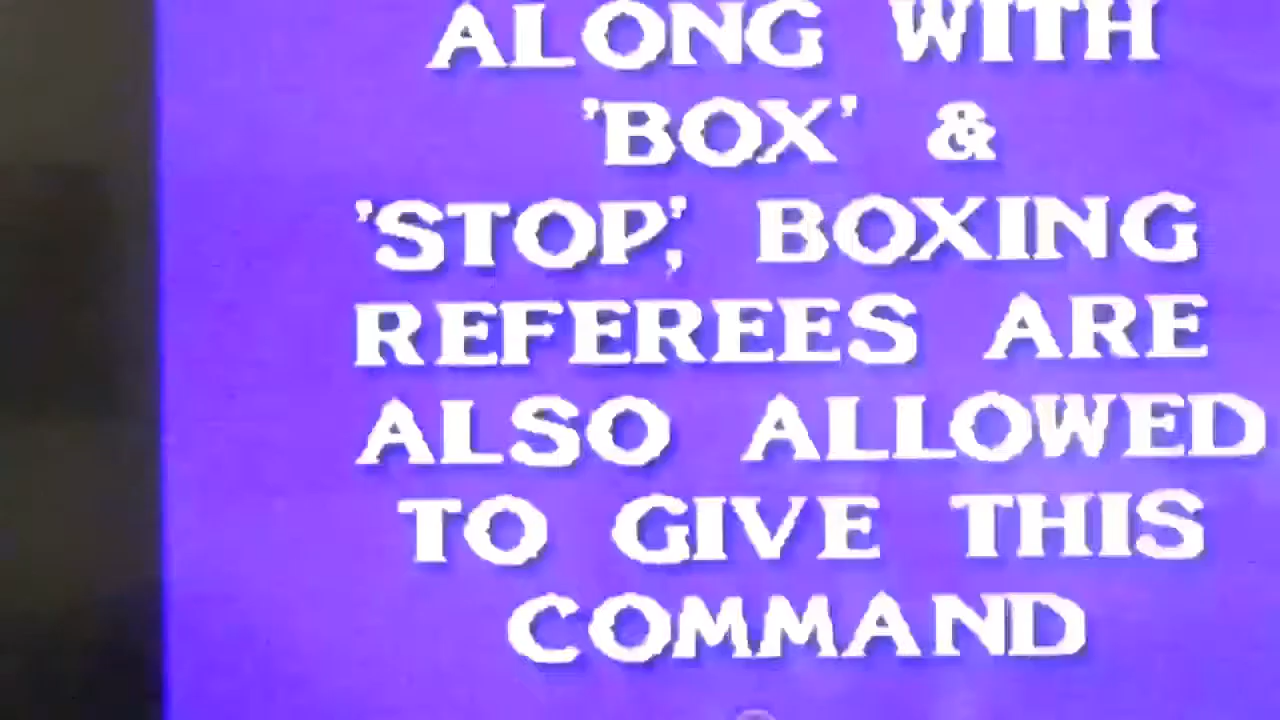 ALONG WITH
'BOX' &
'STOP,' BOXING
REFEREES ARE
ALSO ALLOWED
TO GIVE THIS
COMMAND